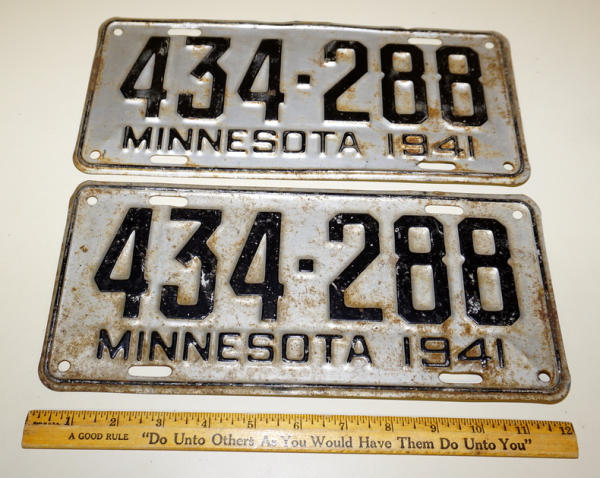 434·288
MINNESOTA 1941
434·288
MINNESOTA 1941
1 2 3 4 5 6 7 8 9 10 11 12
A GOOD RULE "Do Unto Others As You Would Have Them Do Unto You"